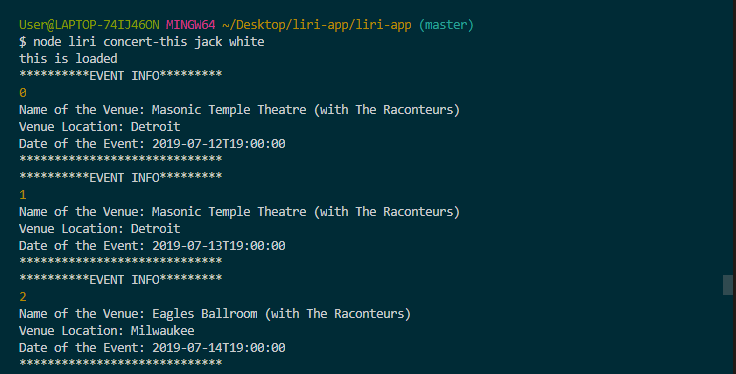 User@LAPTOP-74IJ46ON MINGW64 ~/Desktop/liri-app/liri-app (master)
$ node liri concert-this jack white
this is loaded
**********EVENT INFO*********
0
Name of the Venue: Masonic Temple Theatre (with The Raconteurs)
Venue Location: Detroit
Date of the Event: 2019-07-12T19:00:00
*****************************
**********EVENT INFO*********
1
Name of the Venue: Masonic Temple Theatre (with The Raconteurs)
Venue Location: Detroit
Date of the Event: 2019-07-13T19:00:00
*****************************
**********EVENT INFO*********
2
Name of the Venue: Eagles Ballroom (with The Raconteurs)
Venue Location: Milwaukee
Date of the Event: 2019-07-14T19:00:00
*****************************